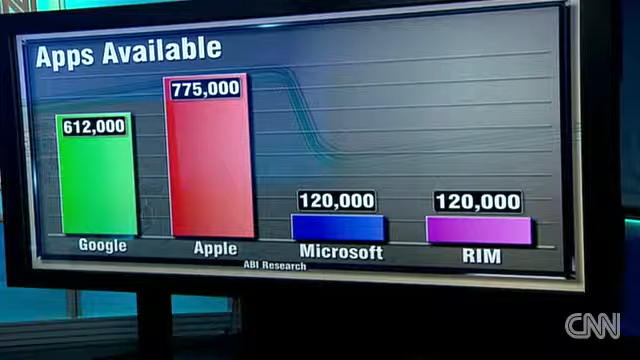 Apps Available
612,000
775,000
120,000
120,000
Google
Apple
Microsoft
RIM
ABI Research
CNN